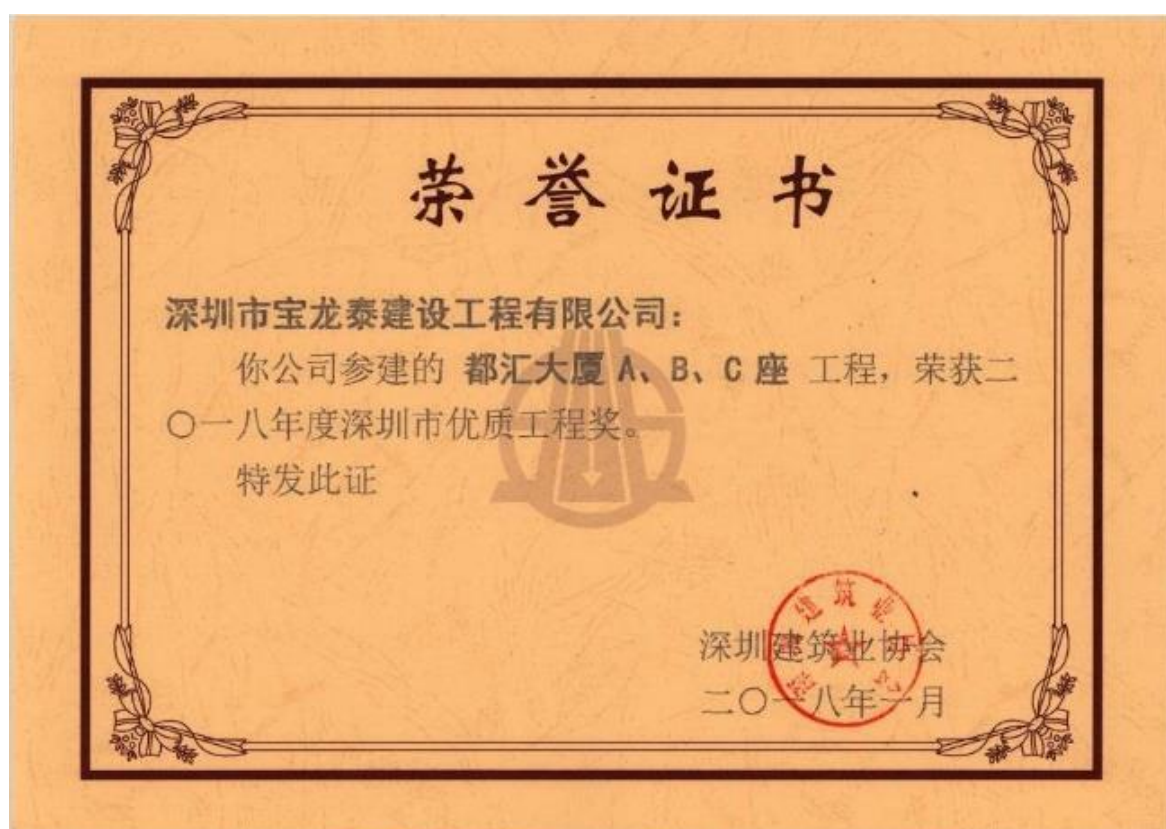 荣誉证书
深圳市宝龙泰建设工程有限公司：
你公司参建的 都汇大厦 A、B、C 座 工程，荣获二
〇一八年度深圳市优质工程奖。
特发此证
深圳建筑业协会
二〇一八年一月